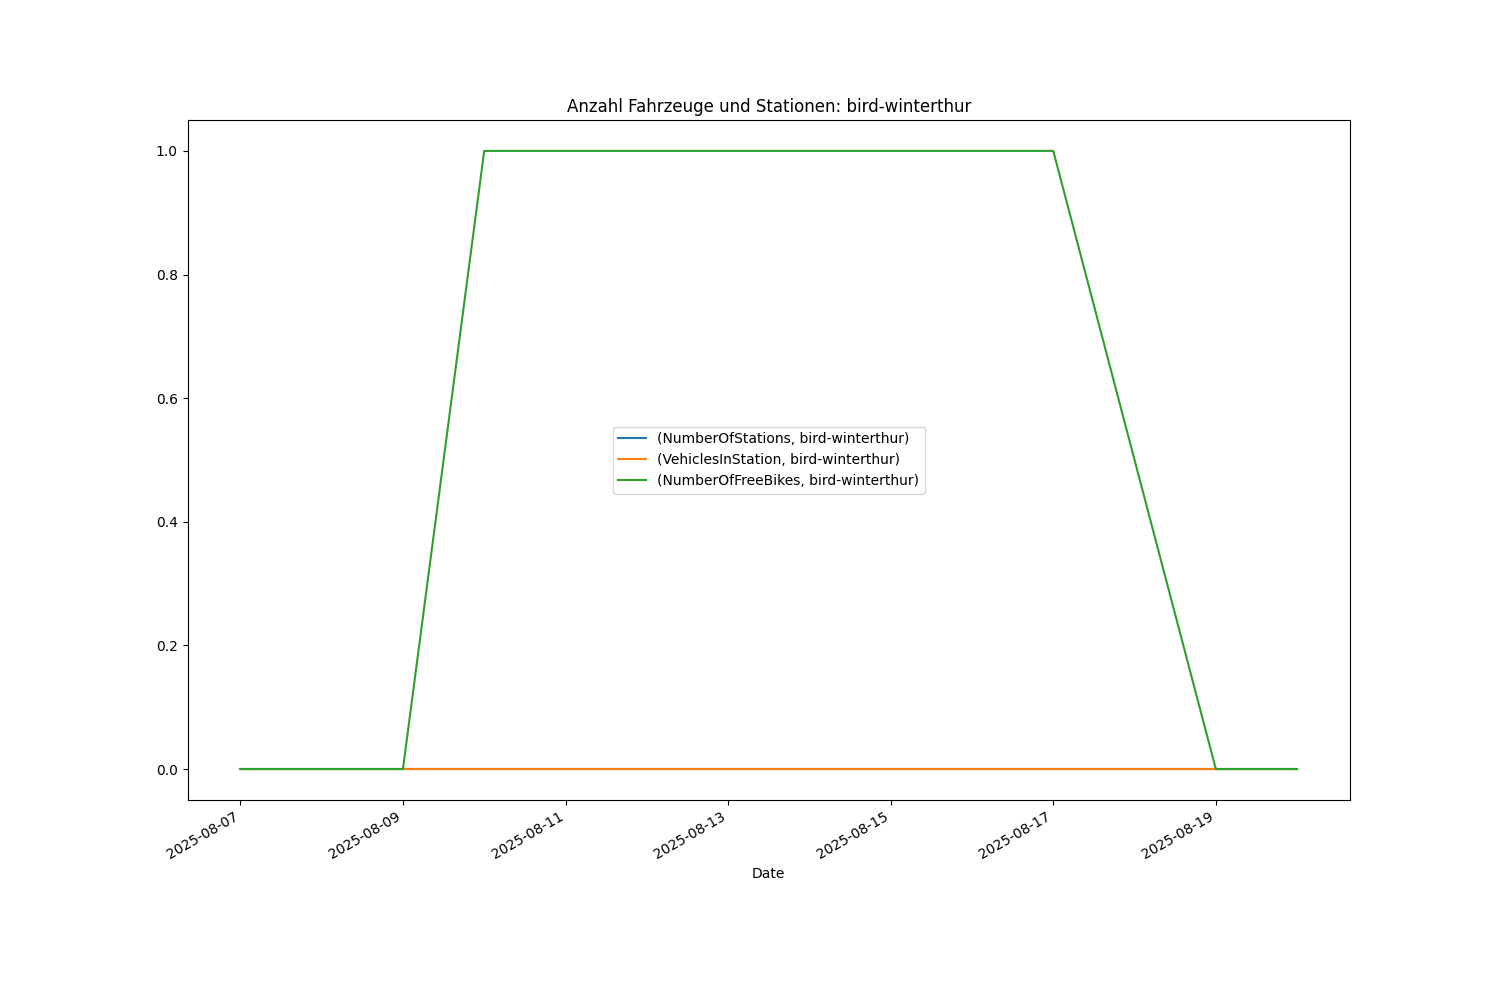 Anzahl Fahrzeuge und Stationen: bird-winterthur
1.0
0.8
0.6
0.4
0.2
0.0
(NumberOfStations, bird-winterthur)
(VehiclesInStation, bird-winterthur)
(NumberOfFreeBikes, bird-winterthur)
2025-08-07
2025-08-09
2025-08-11
2025-08-13
2025-08-15
2025-08-17
2025-08-19
Date